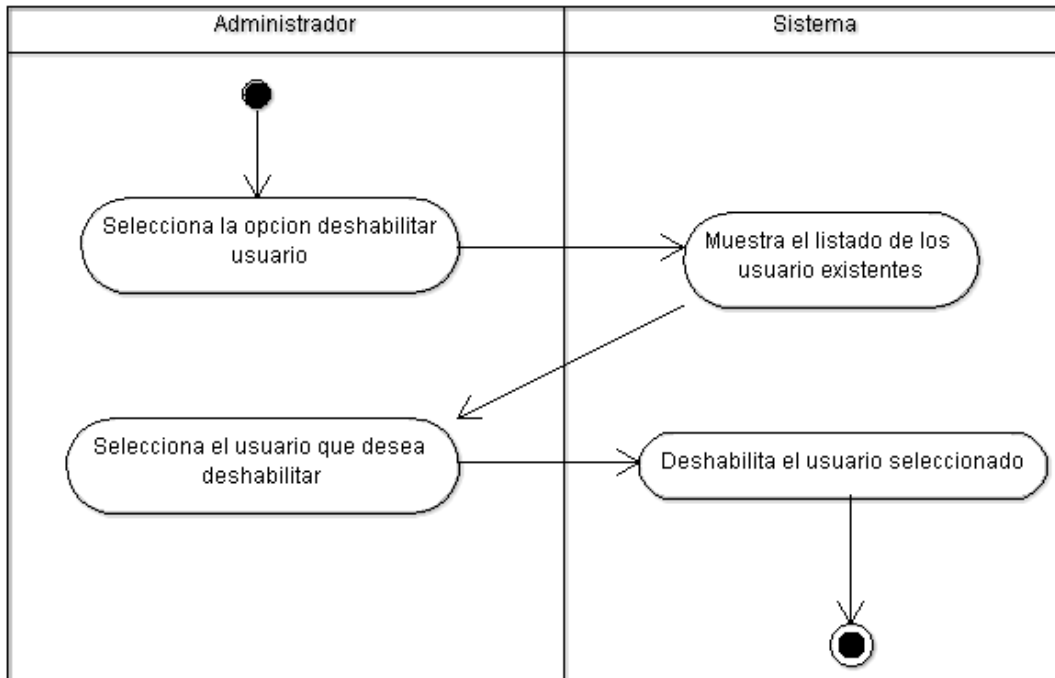 Administrador
Sistema
Selecciona la opcion deshabilitar
usuario
Muestra el listado de los
usuario existentes
Selecciona el usuario que desea
deshabilitar
Deshabilita el usuario seleccionado